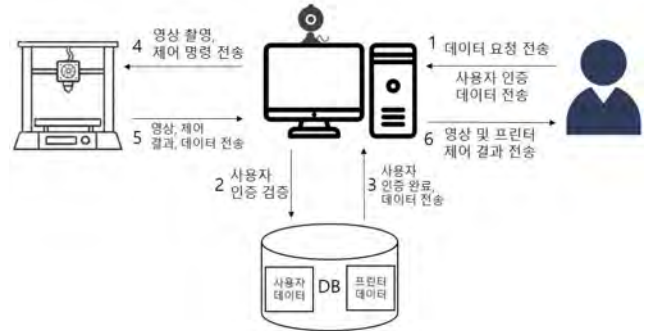 4 영상 촬영,
제어 명령 전송
1 데이터 요청 전송
사용자 인증
데이터 전송
5 영상, 제어
결과, 데이터 전송
6 영상 및 프린터
제어 결과 전송
2 사용자
인증 검증
3 사용자
인증 완료,
데이터 전송
사용자
데이터
DB
프린터
데이터